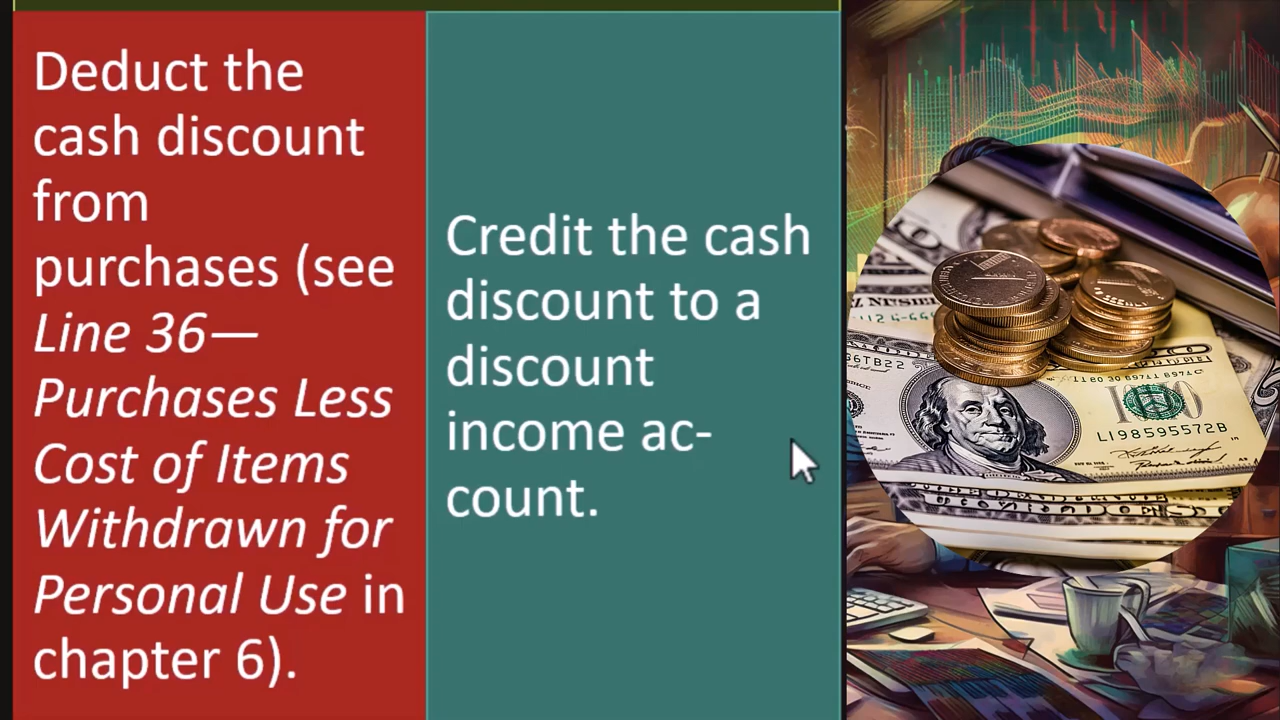 Deduct the
cash discount
from
purchases (see
Line 36—
Purchases Less
Cost of Items
Withdrawn for
Personal Use in
chapter 6).
Credit the cash
discount to a
discount
income ac-
count.
L198595572B